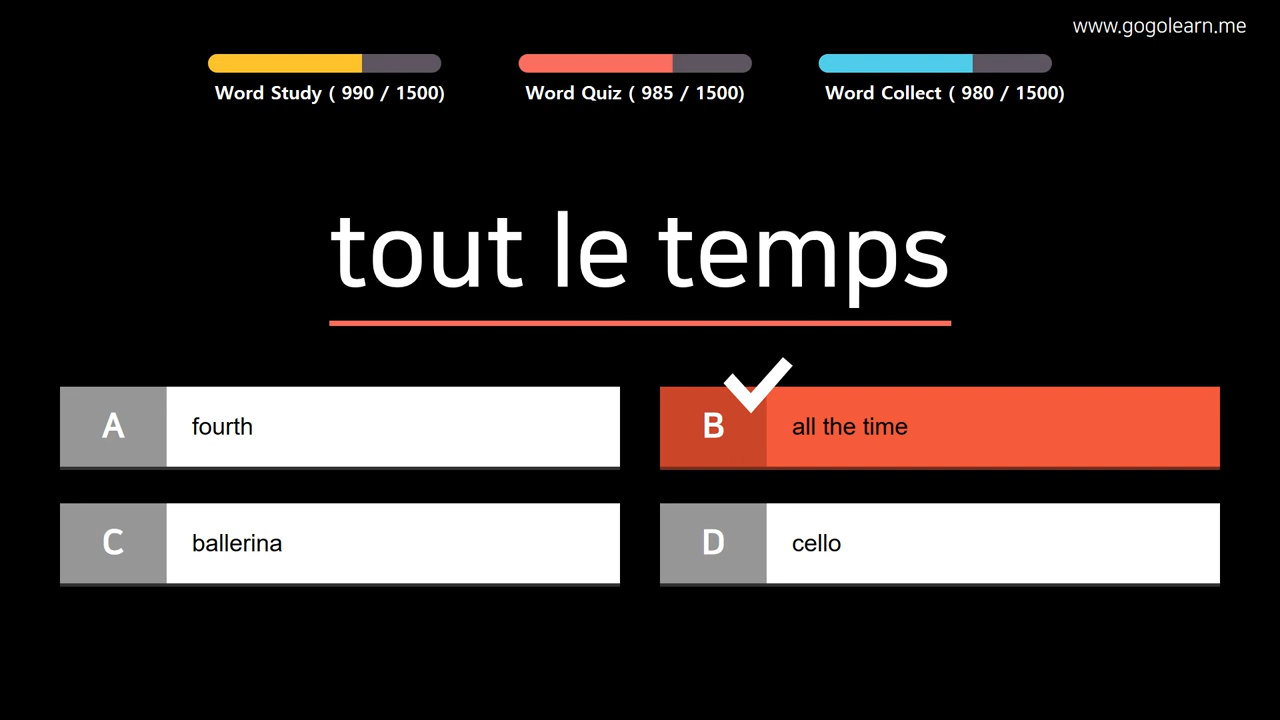 www.gogolearn.me
Word Study ( 990 / 1500)
Word Quiz ( 985 / 1500)
Word Collect ( 980 / 1500)
tout le temps
A fourth
B all the time
C ballerina
D cello